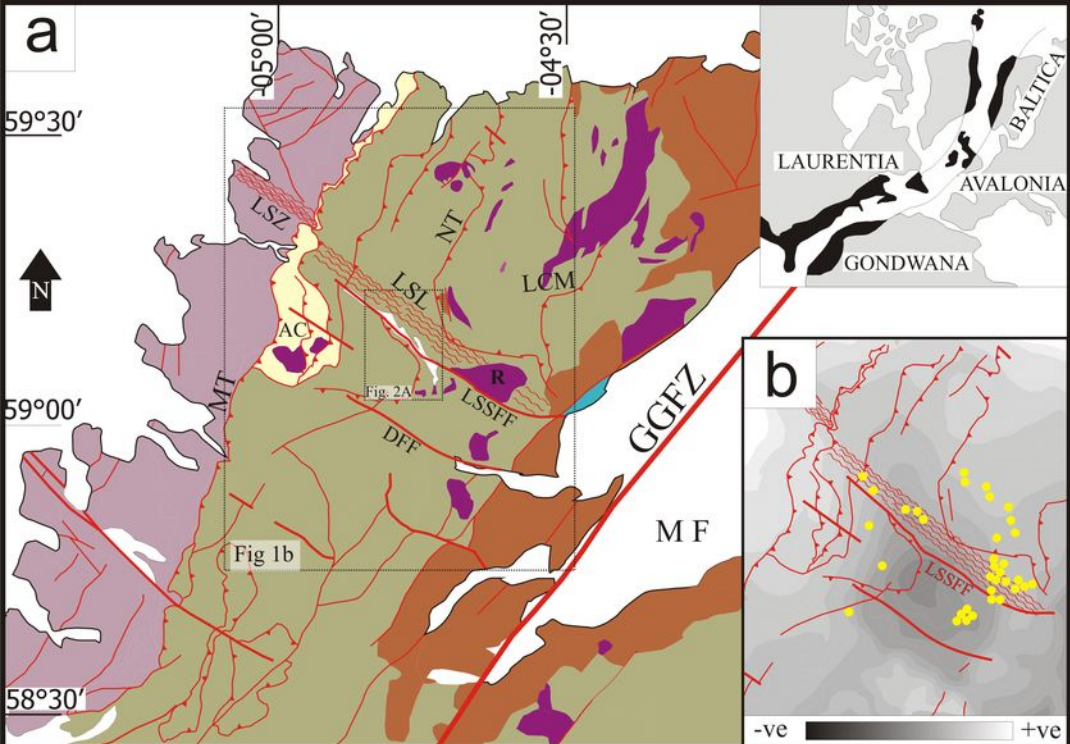 a
-05°00′
-04°30′
59°30′
LSZ
NT
LSL
LCM
N
AC
Fig. 2A
R
LSSFF
MT
59°00′
DFF
GGFZ
Fig 1b
M F
58°30′
BALTICA
LAURENTIA
AVALONIA
GONDWANA
b
LSSFF
-ve
+ve